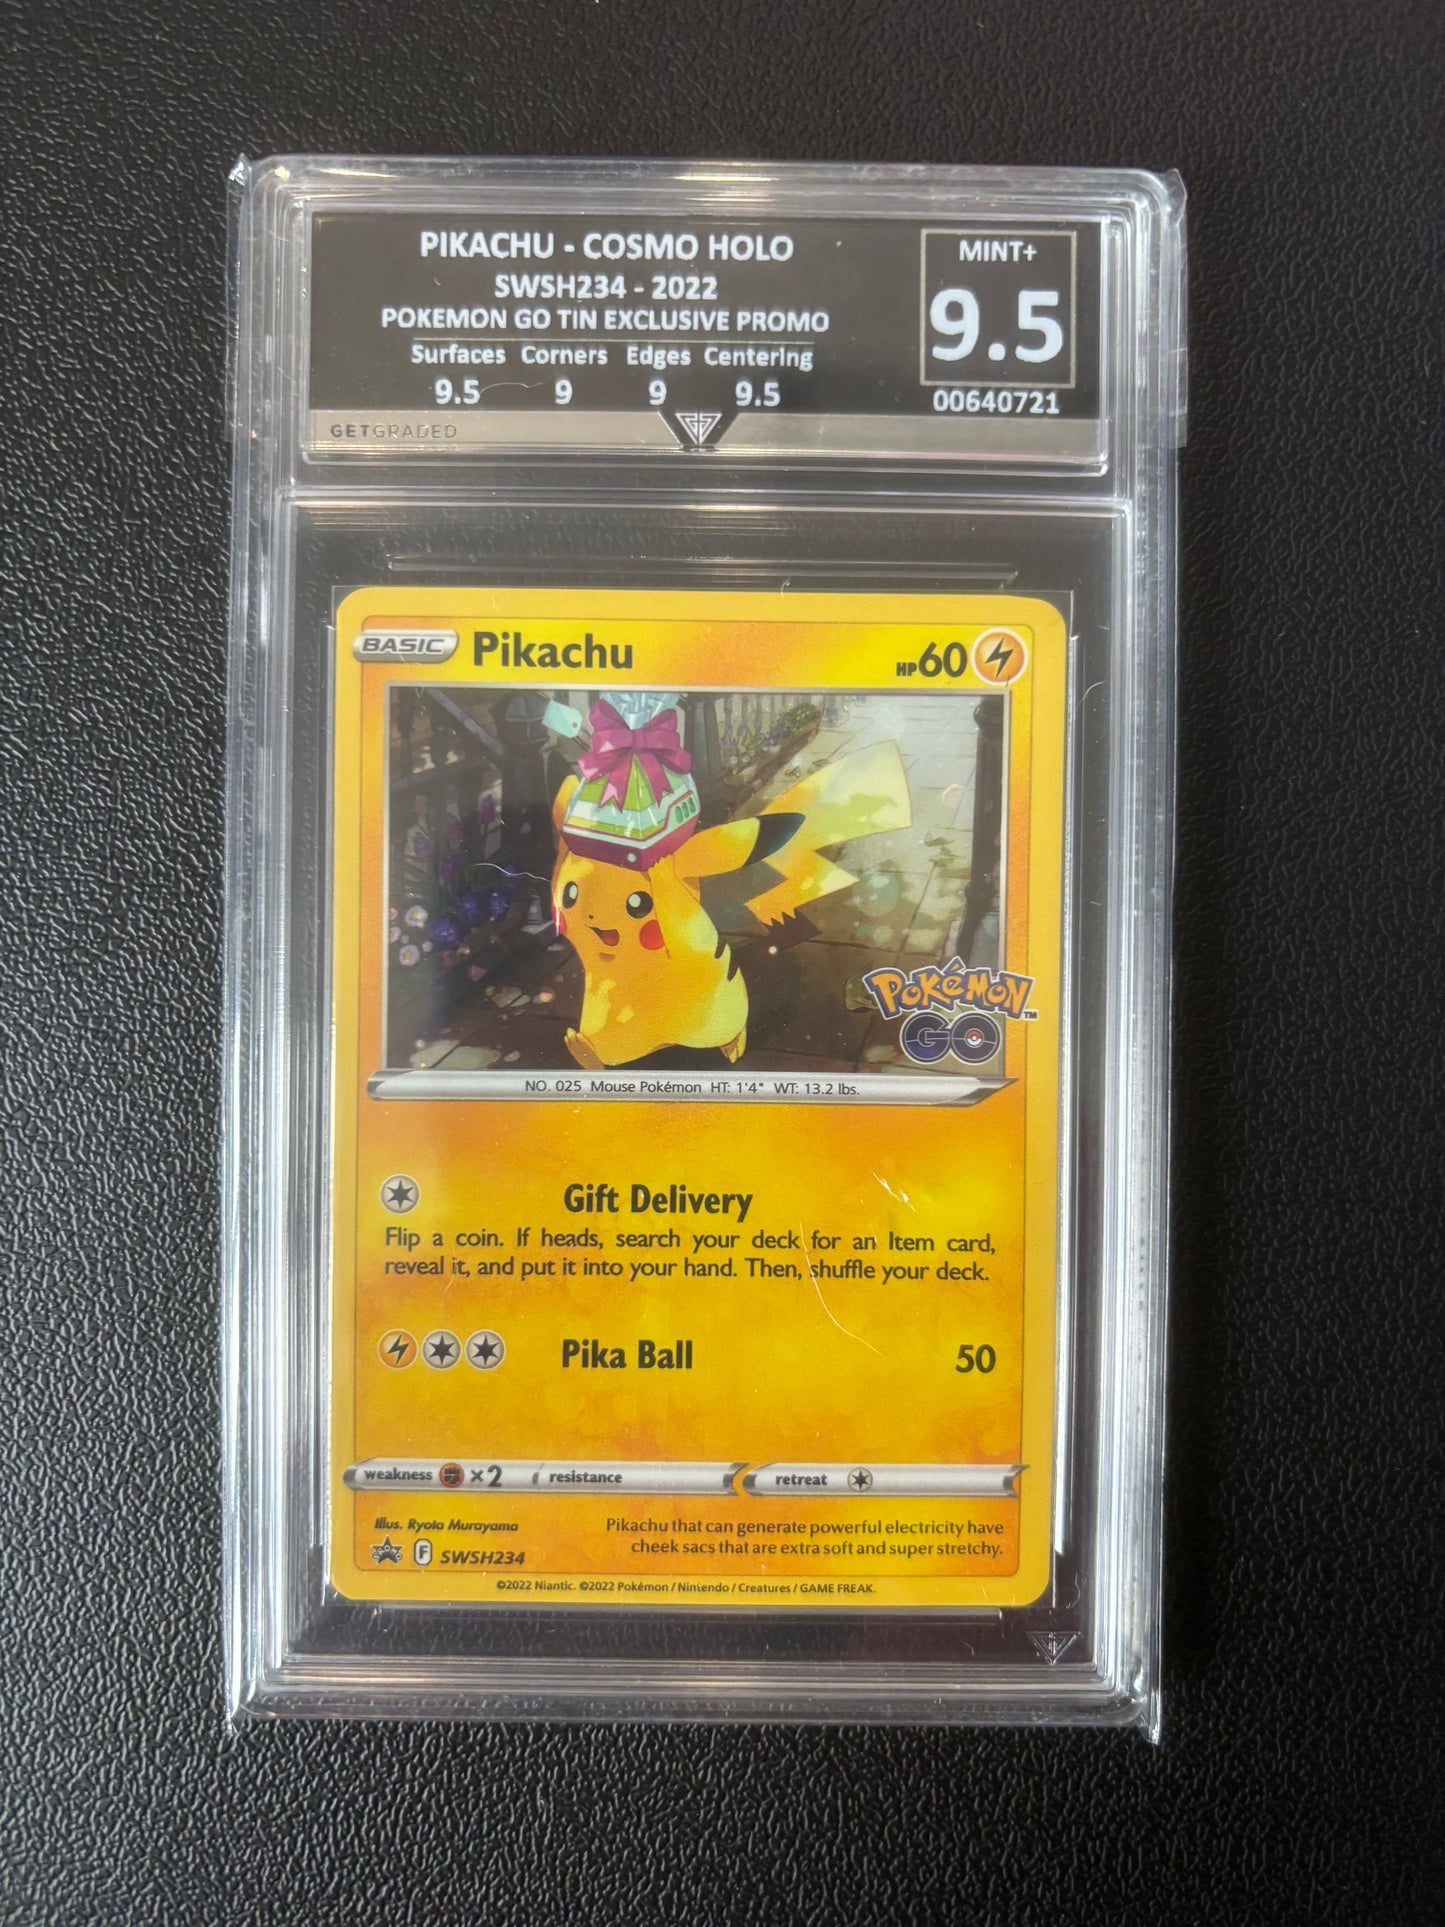 PIKACHU - COSMO HOLO
SWSH234 - 2022
POKEMON GO TIN EXCLUSIVE PROMO
Surfaces Corners Edges Centering
9.5 9 9 9.5
MINT+
9.5
00640721
GETGRADED
BASIC Pikachu HP60
Pokémon™
GO
NO. 025 Mouse Pokémon HT: 1'4" WT: 13.2 lbs.
Gift Delivery
Flip a coin. If heads, search your deck for an Item card,
reveal it, and put it into your hand. Then, shuffle your deck.
Pika Ball 50
weakness ×2 resistance retreat
Illus. Ryota Murayama
F SWSH234
Pikachu that can generate powerful electricity have
cheek sacs that are extra soft and super stretchy.
©2022 Niantic. ©2022 Pokémon / Nintendo / Creatures / GAME FREAK.